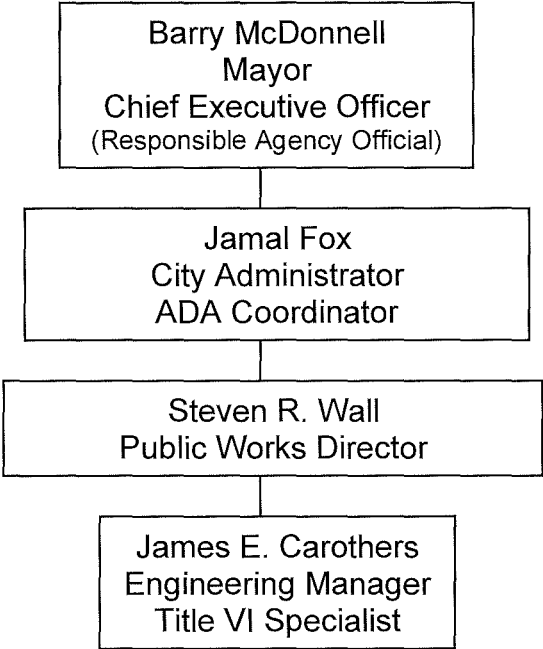 Barry McDonnell
Mayor
Chief Executive Officer
(Responsible Agency Official)
Jamal Fox
City Administrator
ADA Coordinator
Steven R. Wall
Public Works Director
James E. Carothers
Engineering Manager
Title VI Specialist